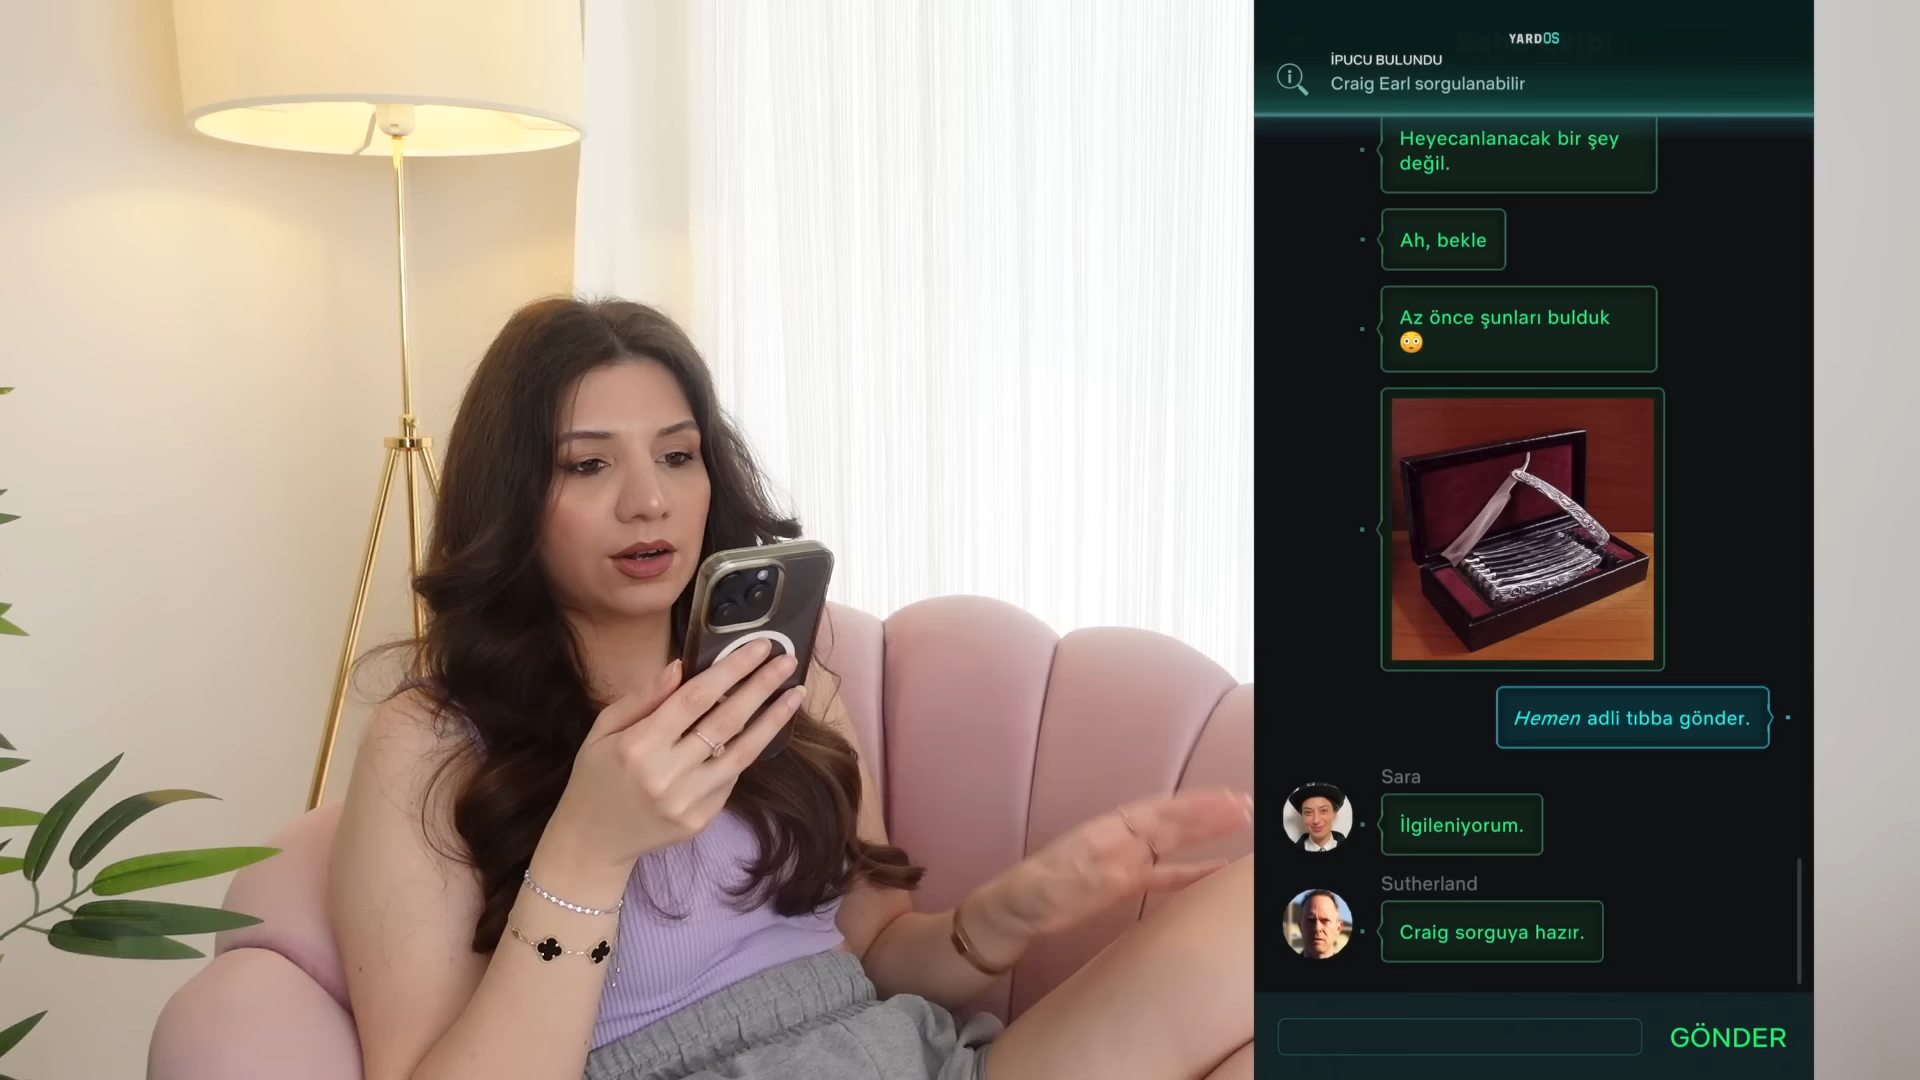 YARDOS
İPUCU BULUNDU
Craig Earl sorgulanabilir
Heyecanlanacak bir şey
değil.
Ah, bekle
Az önce şunları bulduk
😳
Hemen adli tıbba gönder.
Sara
İlgileniyorum.
Sutherland
Craig sorguya hazır.
GÖNDER